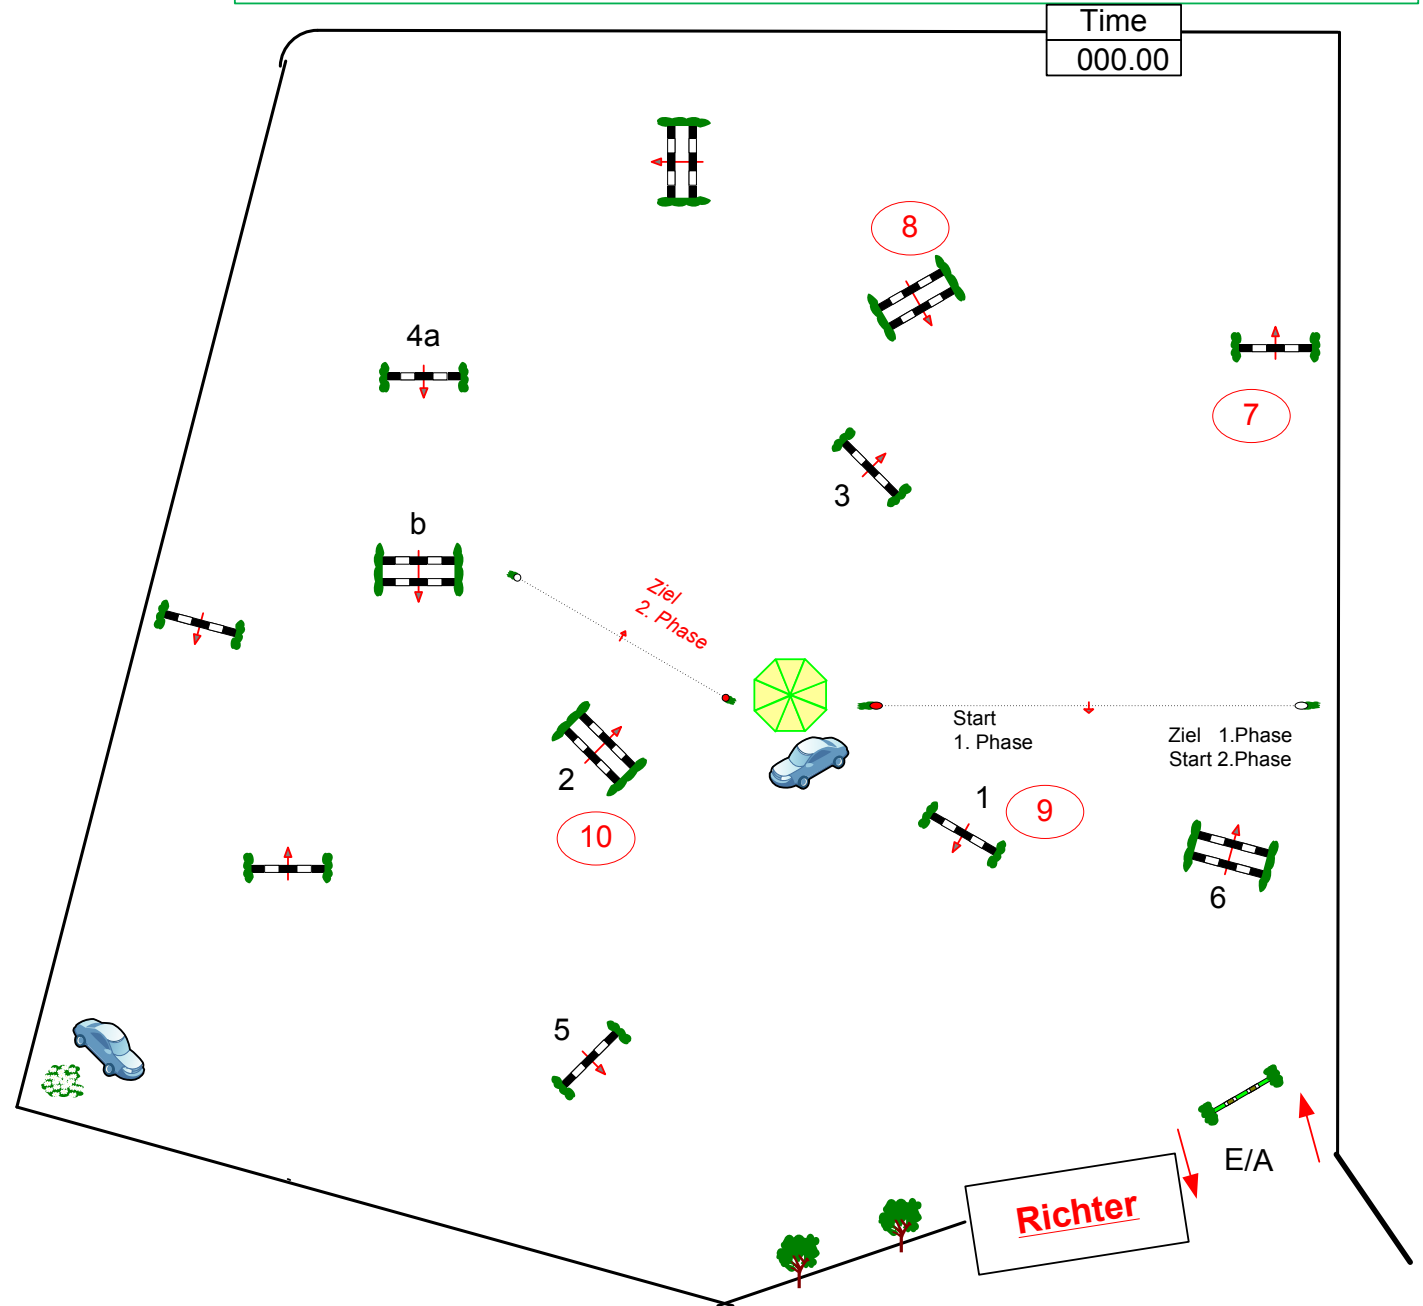 Time
000.00
8
4a
7
3
b
Ziel
2. Phase
Start
1. Phase
Ziel 1.Phase
Start 2.Phase
2
1
9
10
6
5
E/A
Richter